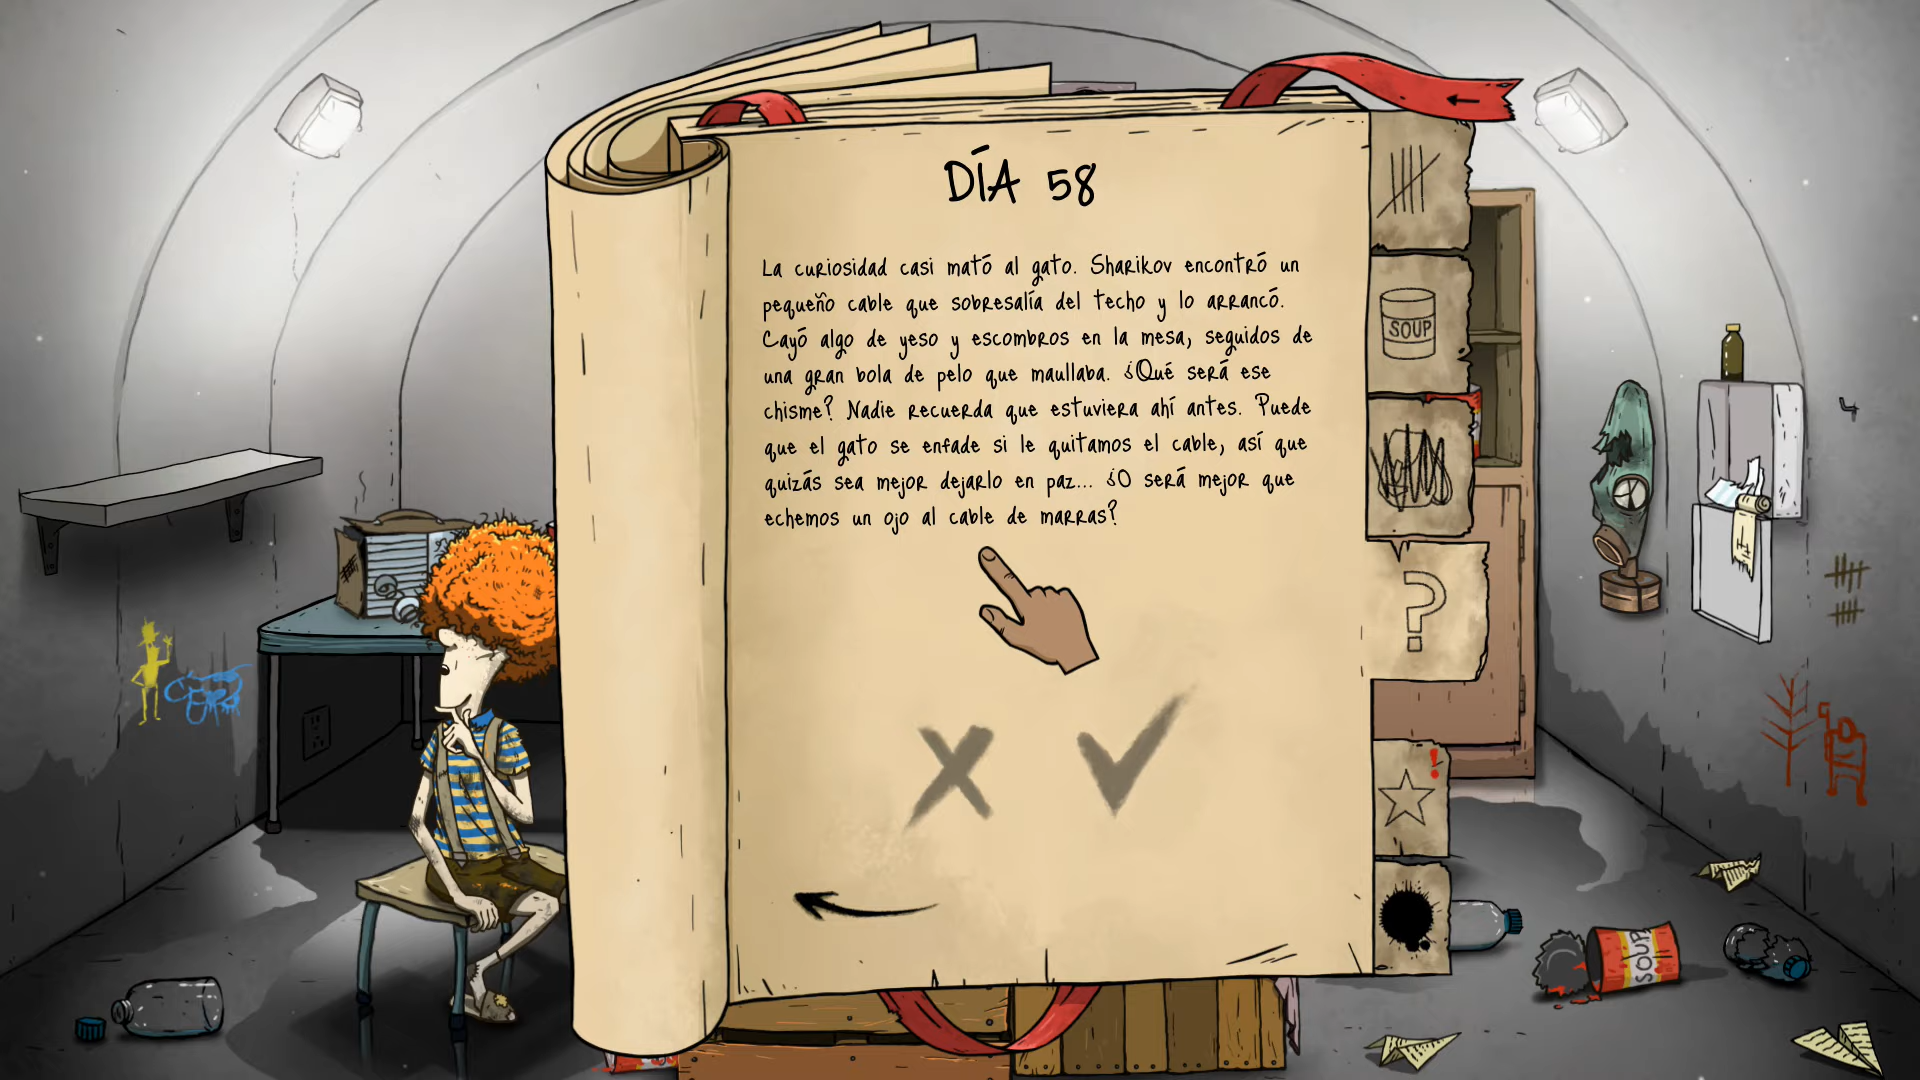 DÍA 58
La curiosidad casi mató al gato. Sharikov encontró un
pequeño cable que sobresalía del techo y lo arrancó.
Cayó algo de yeso y escombros en la mesa, seguidos de
una gran bola de pelo que maullaba. ¿Qué será ese
chisme? Nadie recuerda que estuviera ahí antes. Puede
que el gato se enfade si le quitamos el cable, así que
quizás sea mejor dejarlo en paz... ¿O será mejor que
echemos un ojo al cable de marras?
SOUP
?
!
SOUP